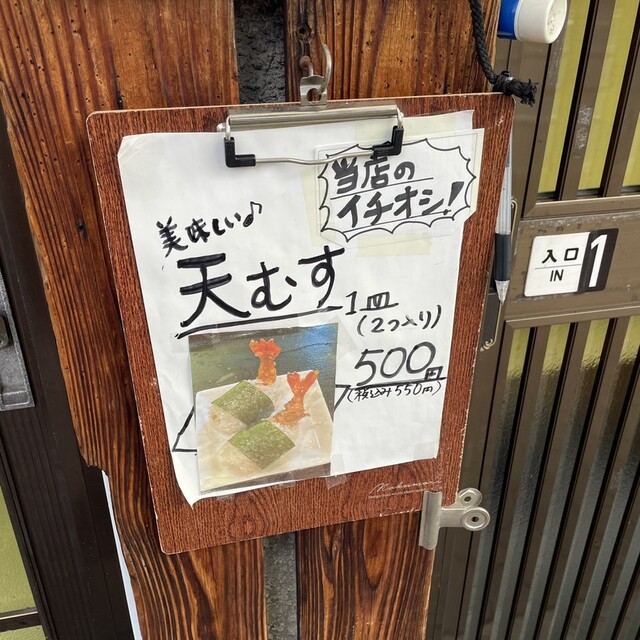 当店の
イチオシ!
美味しい♪
天むす
1皿
(2つ入り)
500円
(税込み550円)
入口
IN
1